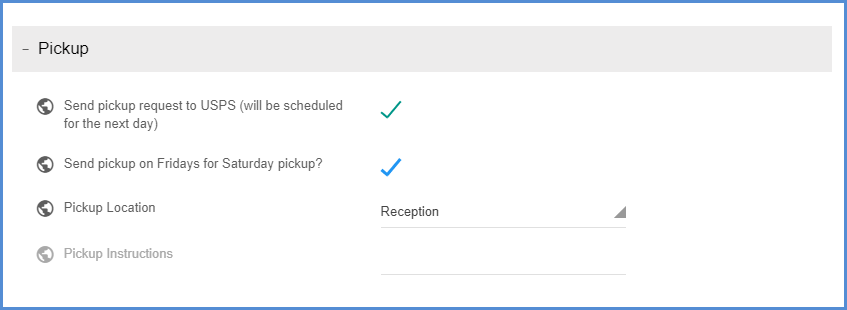 − Pickup
Send pickup request to USPS (will be scheduled
for the next day)
Send pickup on Fridays for Saturday pickup?
Pickup Location
Reception
Pickup Instructions